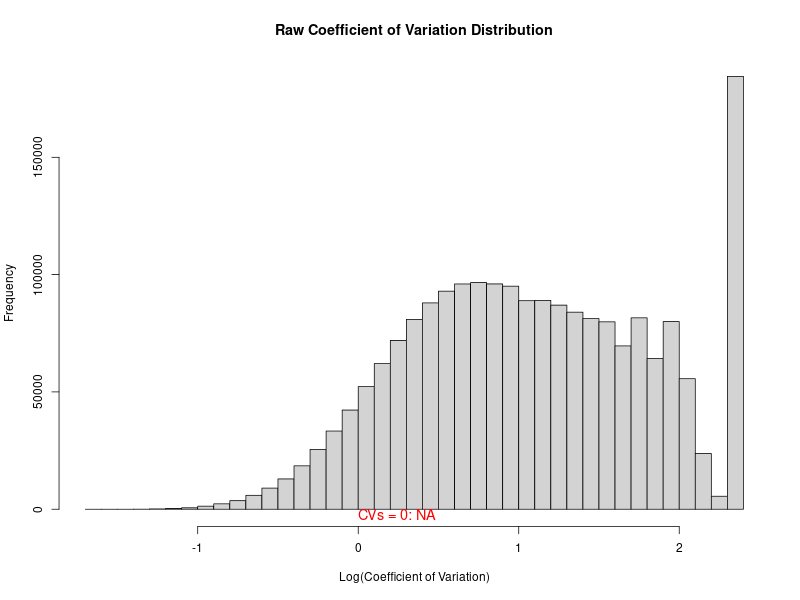 Raw Coefficient of Variation Distribution
Frequency
150000
100000
50000
0
CVs = 0: NA
-1 0 1 2
Log(Coefficient of Variation)